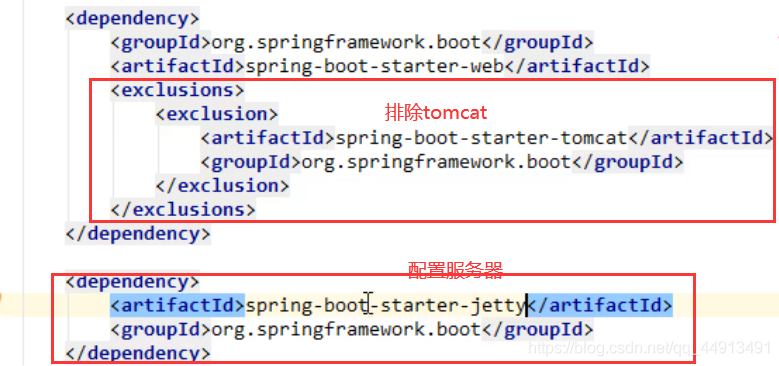 <dependency>
<groupId>org.springframework.boot</groupId>
<artifactId>spring-boot-starter-web</artifactId>
<exclusions>
<exclusion>
排除tomcat
<artifactId>spring-boot-starter-tomcat</artifactId>
<groupId>org.springframework.boot</groupId>
</exclusion>
</exclusions>
</dependency>
配置服务器
<dependency>
<artifactId>spring-boot-starter-jetty</artifactId>
<groupId>org.springframework.boot</groupId>
</dependency>
https://blog.csdn.net/qq_44913491